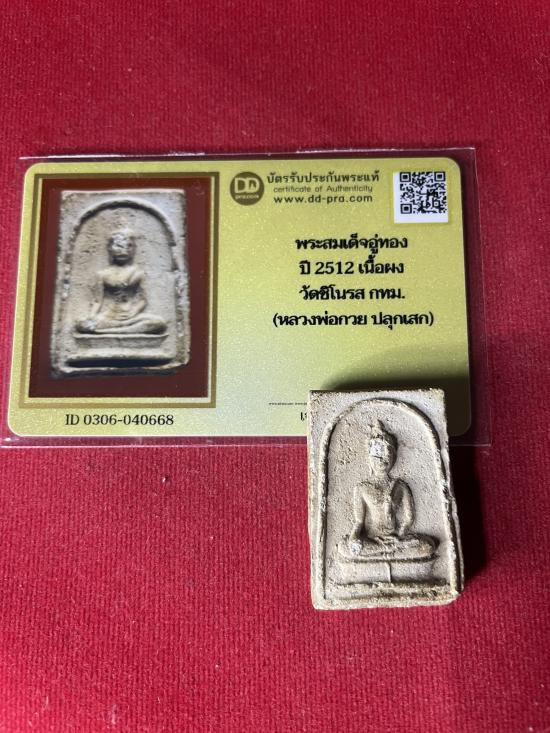 DD
pra.com
บัตรรับประกันพระแท้
certificate of Authenticity
www.dd-pra.com
พระสมเด็จอู่ทอง
ปี 2512 เนื้อผง
วัดชิโนรส กทม.
(หลวงพ่อกวย ปลุกเสก)
ID 0306-040668